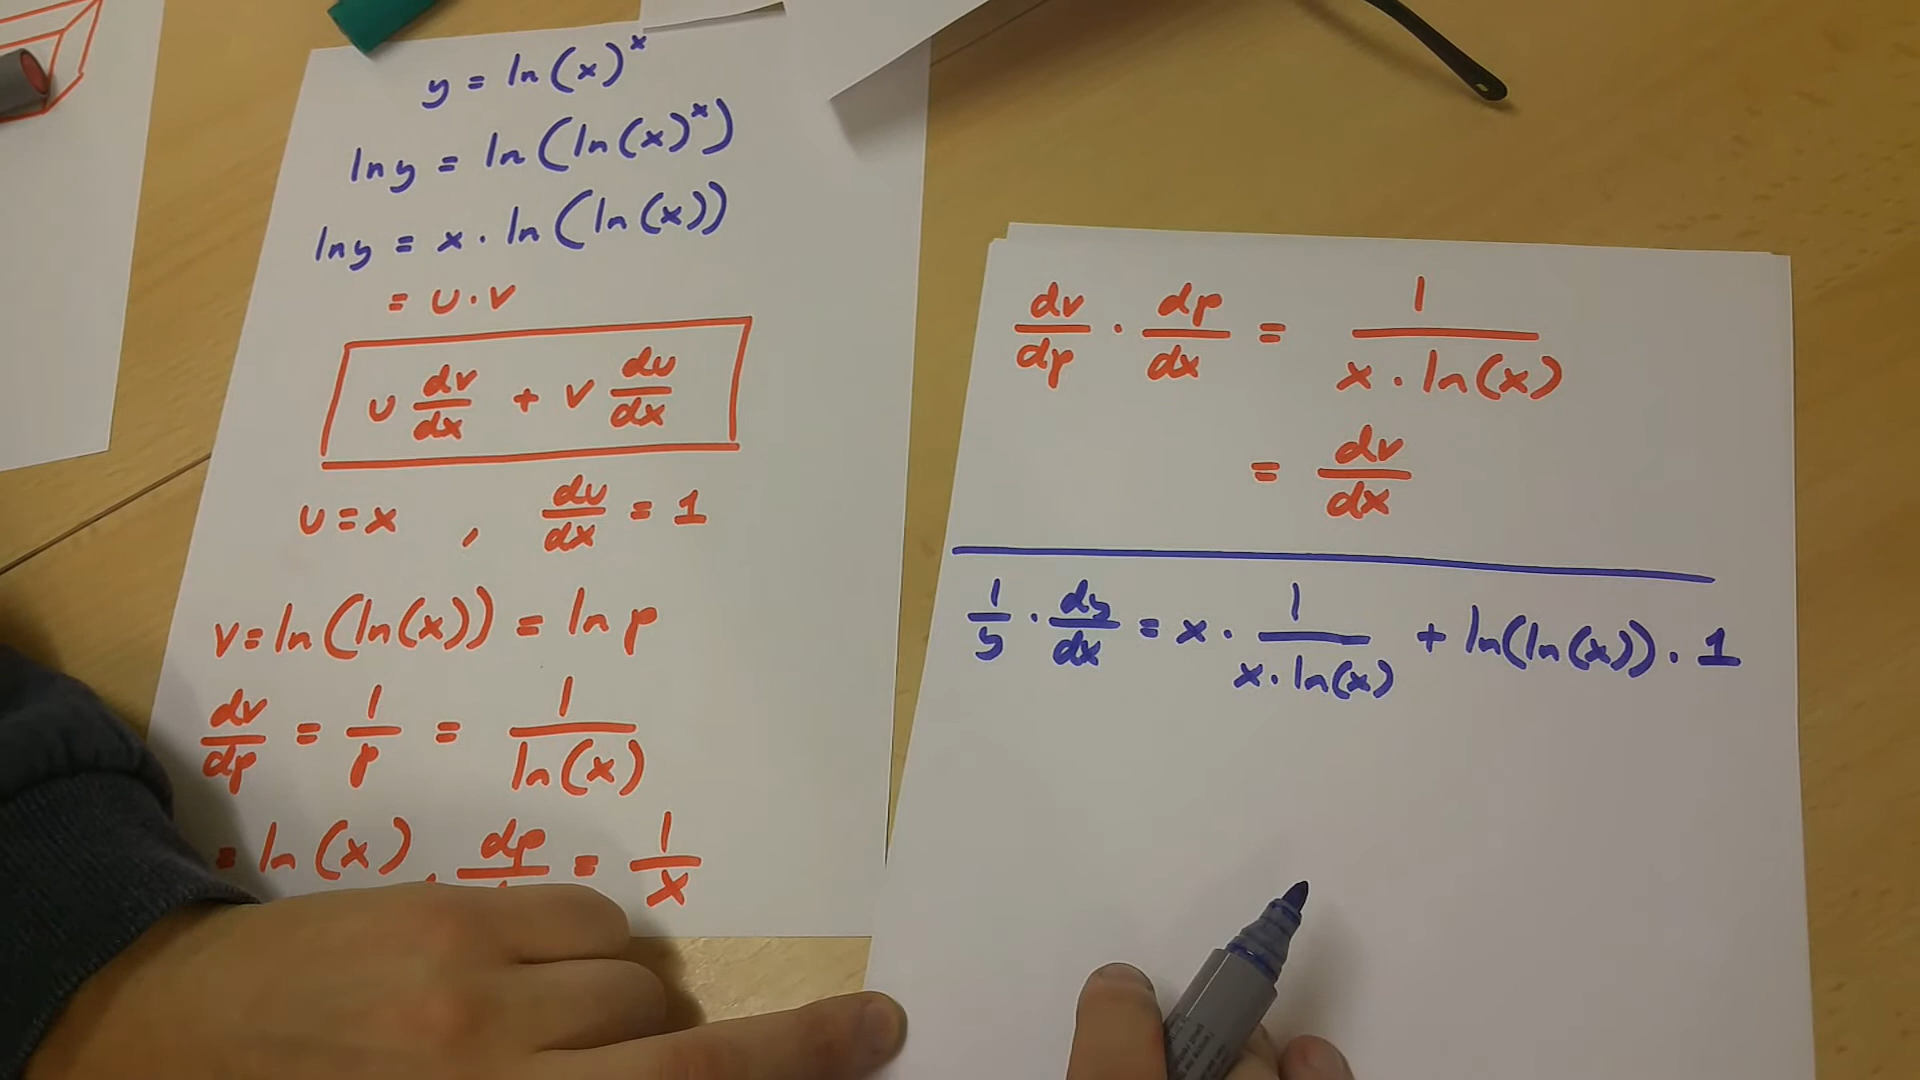 y = ln(x)^x
ln y = ln(ln(x)^x)
ln y = x · ln(ln(x))
= u · v
u dv/dx + v du/dx
u = x , du/dx = 1
v = ln(ln(x)) = ln p
dv/dp = 1/p = 1/ln(x)
= ln(x) , dp = 1/x
dv/dp · dp/dx = 1/(x · ln(x))
= dv/dx
1/y · dy/dx = x · 1/(x · ln(x)) + ln(ln(x)) · 1